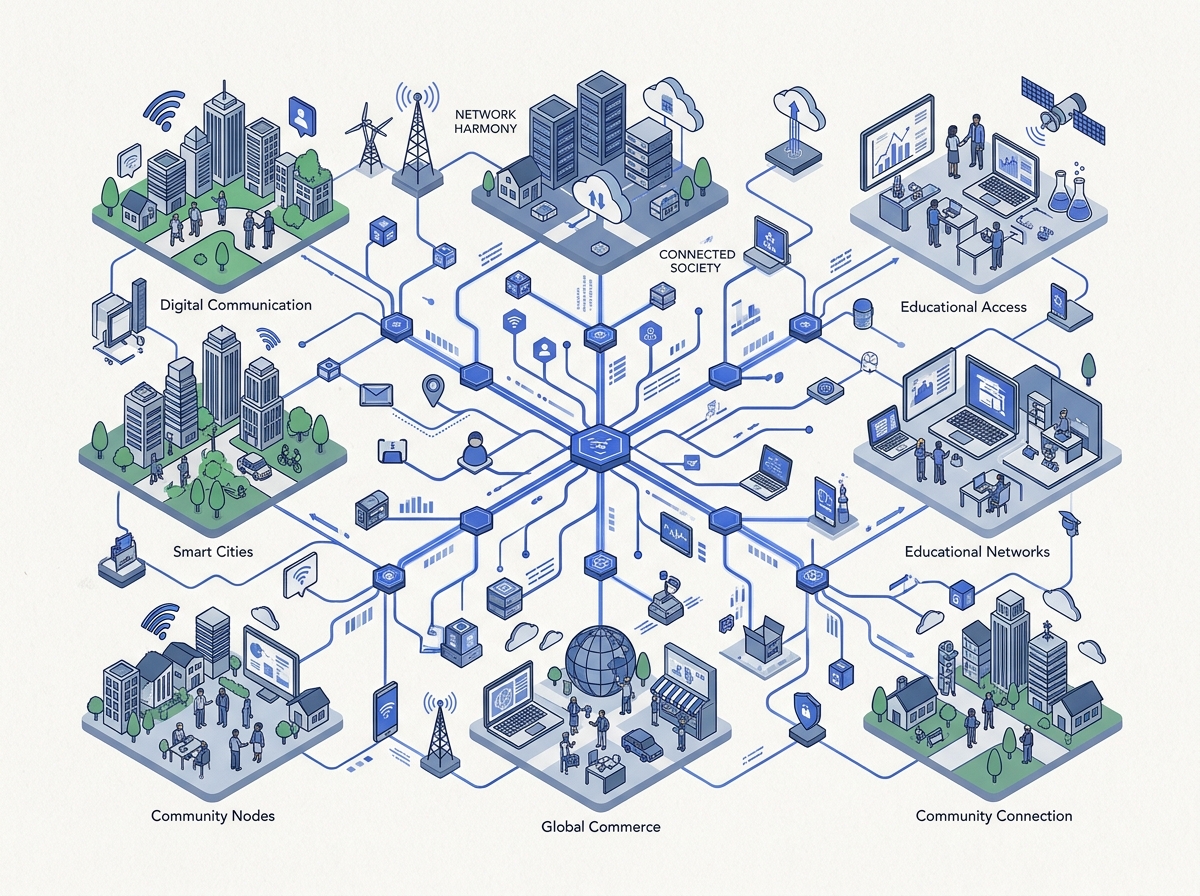 NETWORK
HARMONY
CONNECTED
SOCIETY
Digital Communication
Educational Access
Smart Cities
Educational Networks
Community Nodes
Global Commerce
Community Connection